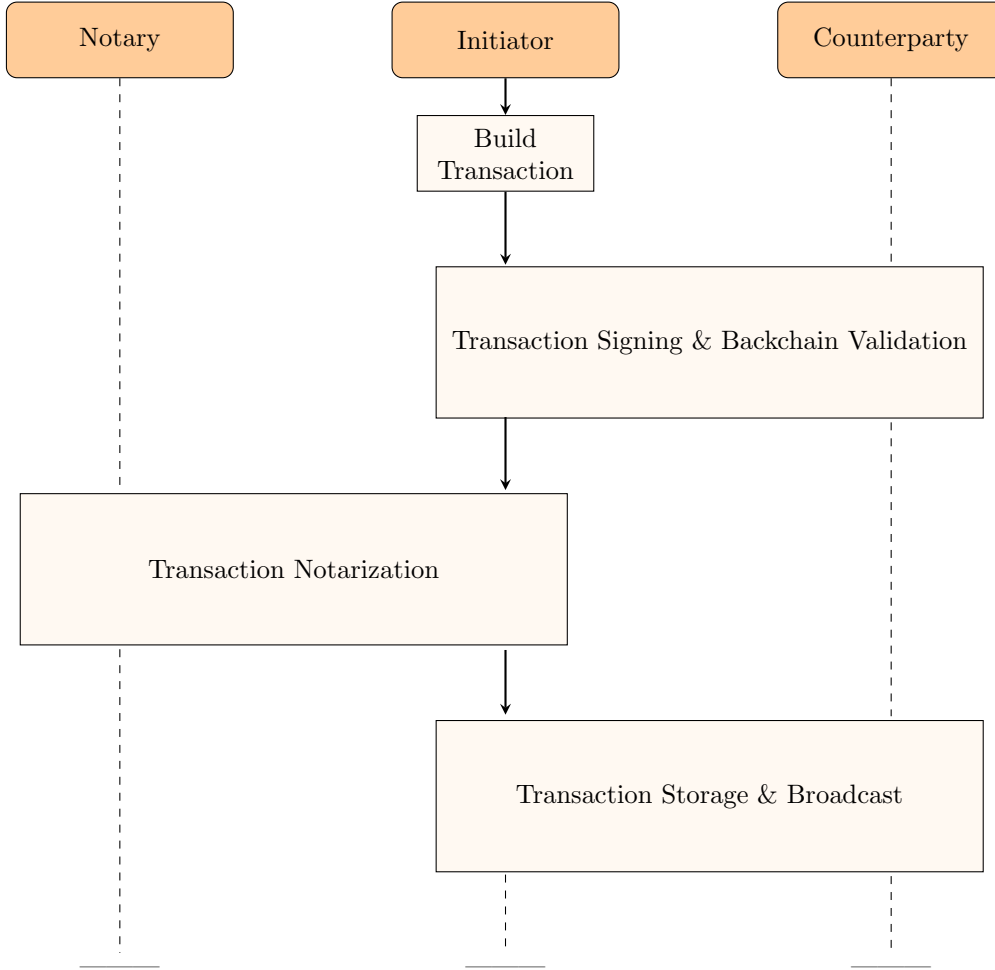 Notary
Initiator
Counterparty
Build
Transaction
Transaction Signing & Backchain Validation
Transaction Notarization
Transaction Storage & Broadcast